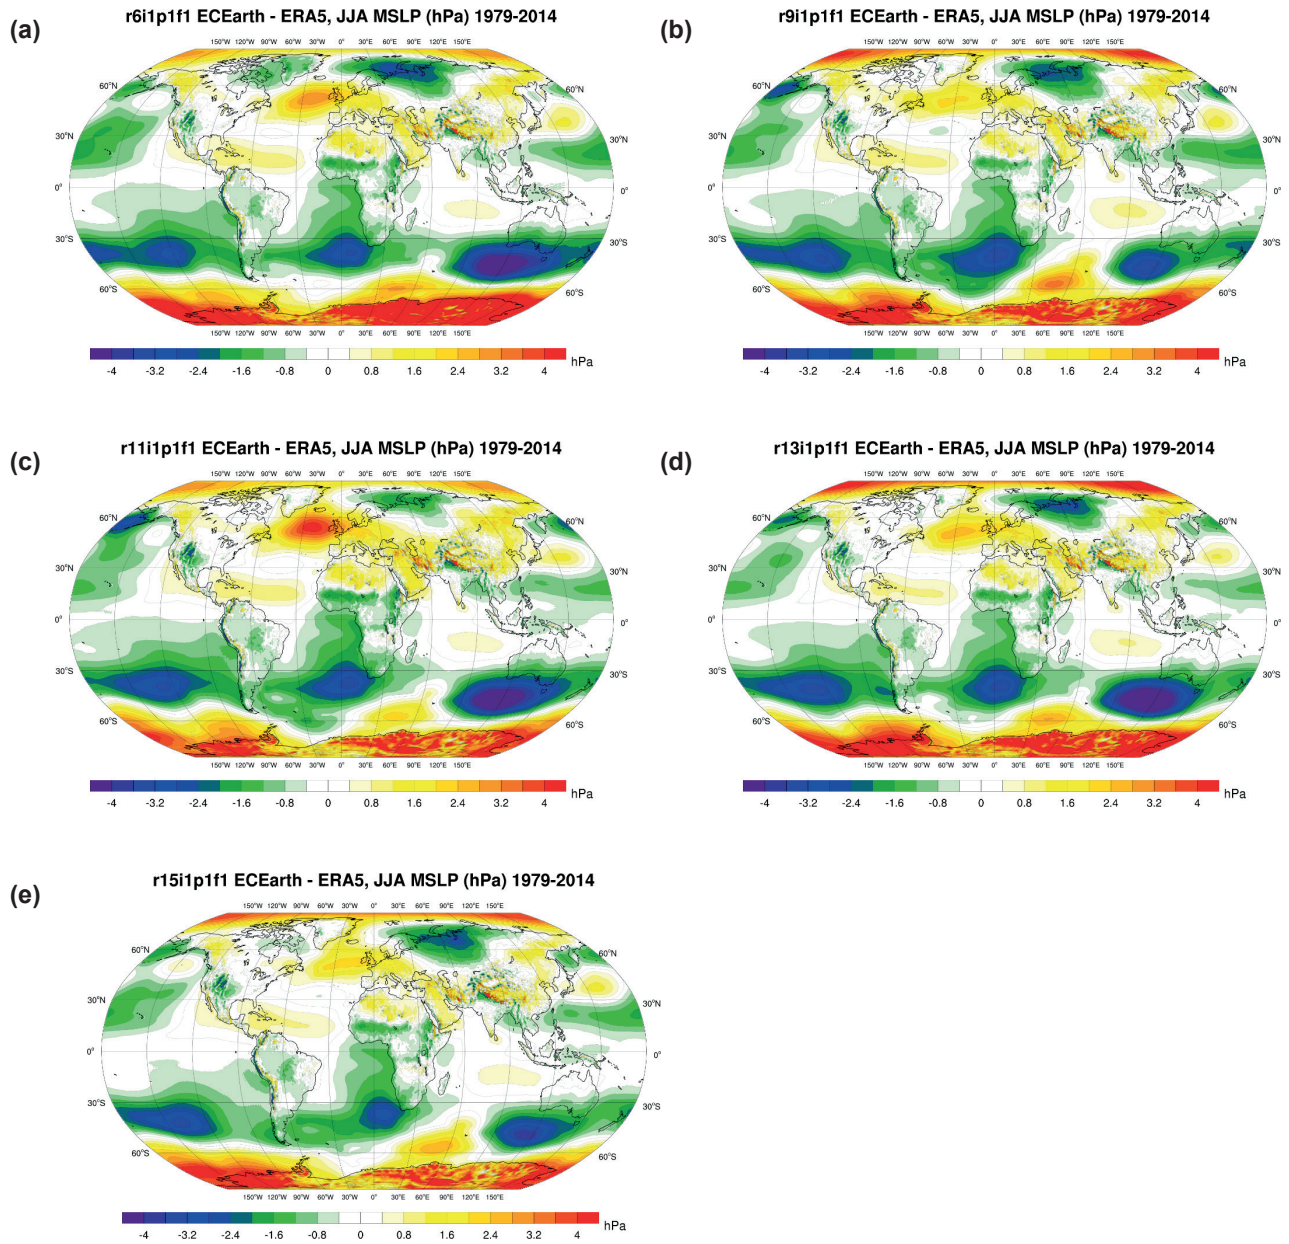 (a)
r6i1p1f1 ECEarth - ERA5, JJA MSLP (hPa) 1979-2014
150°W 120°W 90°W 60°W 30°W 0° 30°E 60°E 90°E 120°E 150°E
60°N 60°N
30°N 30°N
0° 0°
30°S 30°S
60°S 60°S
150°W 120°W 90°W 60°W 30°W 0° 30°E 60°E 90°E 120°E 150°E
hPa
-4 -3.2 -2.4 -1.6 -0.8 0 0.8 1.6 2.4 3.2 4
(b)
r9i1p1f1 ECEarth - ERA5, JJA MSLP (hPa) 1979-2014
150°W 120°W 90°W 60°W 30°W 0° 30°E 60°E 90°E 120°E 150°E
60°N 60°N
30°N 30°N
0° 0°
30°S 30°S
60°S 60°S
150°W 120°W 90°W 60°W 30°W 0° 30°E 60°E 90°E 120°E 150°E
hPa
-4 -3.2 -2.4 -1.6 -0.8 0 0.8 1.6 2.4 3.2 4
(c)
r11i1p1f1 ECEarth - ERA5, JJA MSLP (hPa) 1979-2014
150°W 120°W 90°W 60°W 30°W 0° 30°E 60°E 90°E 120°E 150°E
60°N 60°N
30°N 30°N
0° 0°
30°S 30°S
60°S 60°S
150°W 120°W 90°W 60°W 30°W 0° 30°E 60°E 90°E 120°E 150°E
hPa
-4 -3.2 -2.4 -1.6 -0.8 0 0.8 1.6 2.4 3.2 4
(d)
r13i1p1f1 ECEarth - ERA5, JJA MSLP (hPa) 1979-2014
150°W 120°W 90°W 60°W 30°W 0° 30°E 60°E 90°E 120°E 150°E
60°N 60°N
30°N 30°N
0° 0°
30°S 30°S
60°S 60°S
150°W 120°W 90°W 60°W 30°W 0° 30°E 60°E 90°E 120°E 150°E
hPa
-4 -3.2 -2.4 -1.6 -0.8 0 0.8 1.6 2.4 3.2 4
(e)
r15i1p1f1 ECEarth - ERA5, JJA MSLP (hPa) 1979-2014
150°W 120°W 90°W 60°W 30°W 0° 30°E 60°E 90°E 120°E 150°E
60°N 60°N
30°N 30°N
0° 0°
30°S 30°S
60°S 60°S
150°W 120°W 90°W 60°W 30°W 0° 30°E 60°E 90°E 120°E 150°E
hPa
-4 -3.2 -2.4 -1.6 -0.8 0 0.8 1.6 2.4 3.2 4